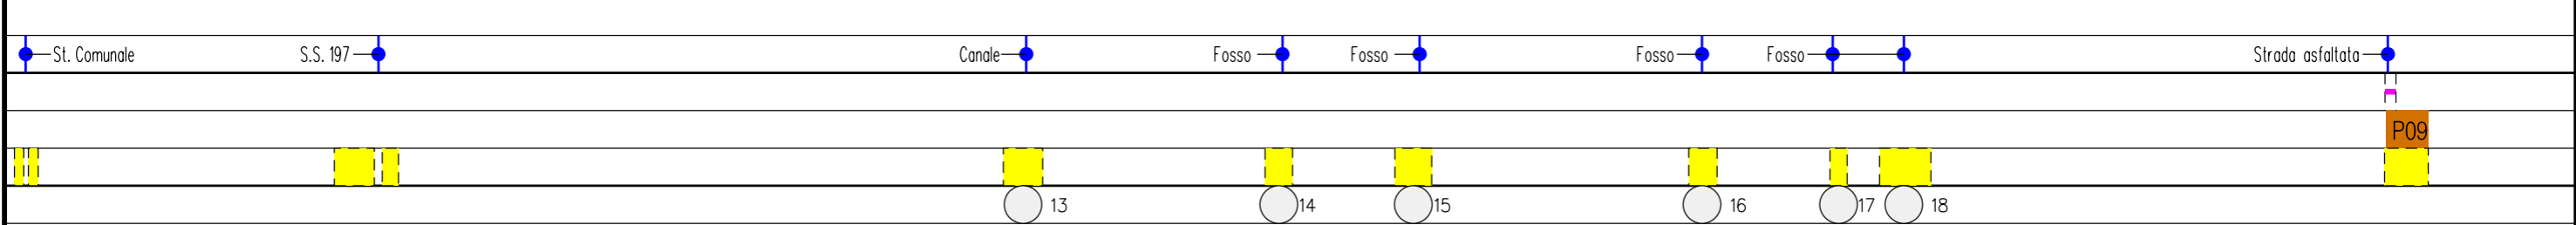 St. Comunale S.S. 197 Canale Fosso Fosso Fosso Fosso Strada asfaltata
P09
13 14 15 16 17 18